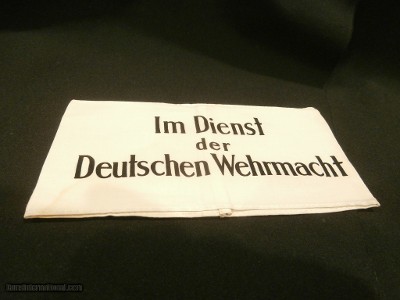 Im Dienst
der
Deutschen Wehrmacht